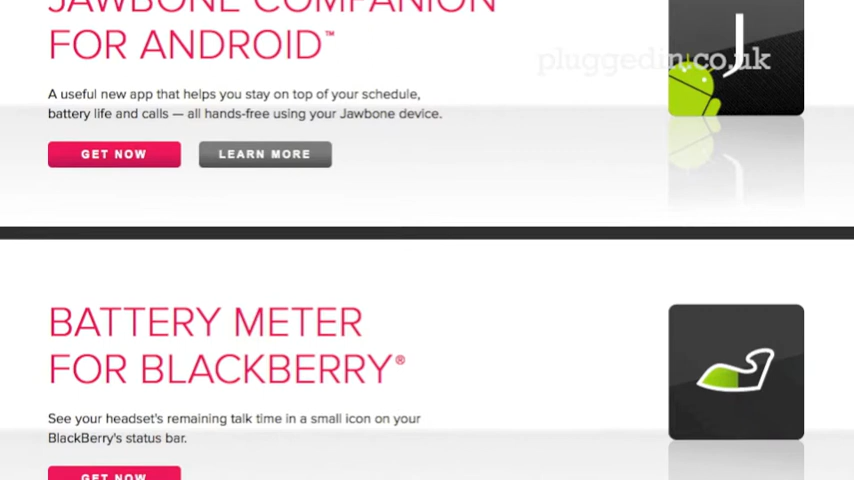 JAWBONE COMPANION
FOR ANDROID™
pluggedin.co.uk
A useful new app that helps you stay on top of your schedule,
battery life and calls — all hands-free using your Jawbone device.
GET NOW
LEARN MORE
BATTERY METER
FOR BLACKBERRY®
See your headset's remaining talk time in a small icon on your
BlackBerry's status bar.
GET NOW